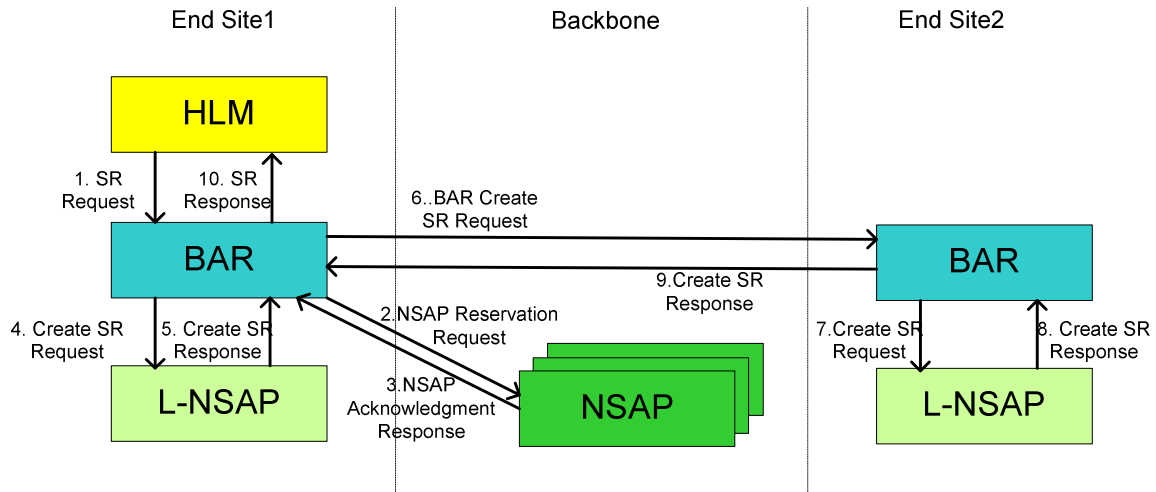 End Site1
Backbone
End Site2
HLM
1. SR
Request
10. SR
Response
6..BAR Create
SR Request
BAR
BAR
9.Create SR
Response
4. Create SR
Request
5. Create SR
Response
2.NSAP Reservation
Request
7.Create SR
Request
8. Create SR
Response
3.NSAP
Acknowledgment
Response
L-NSAP
NSAP
L-NSAP